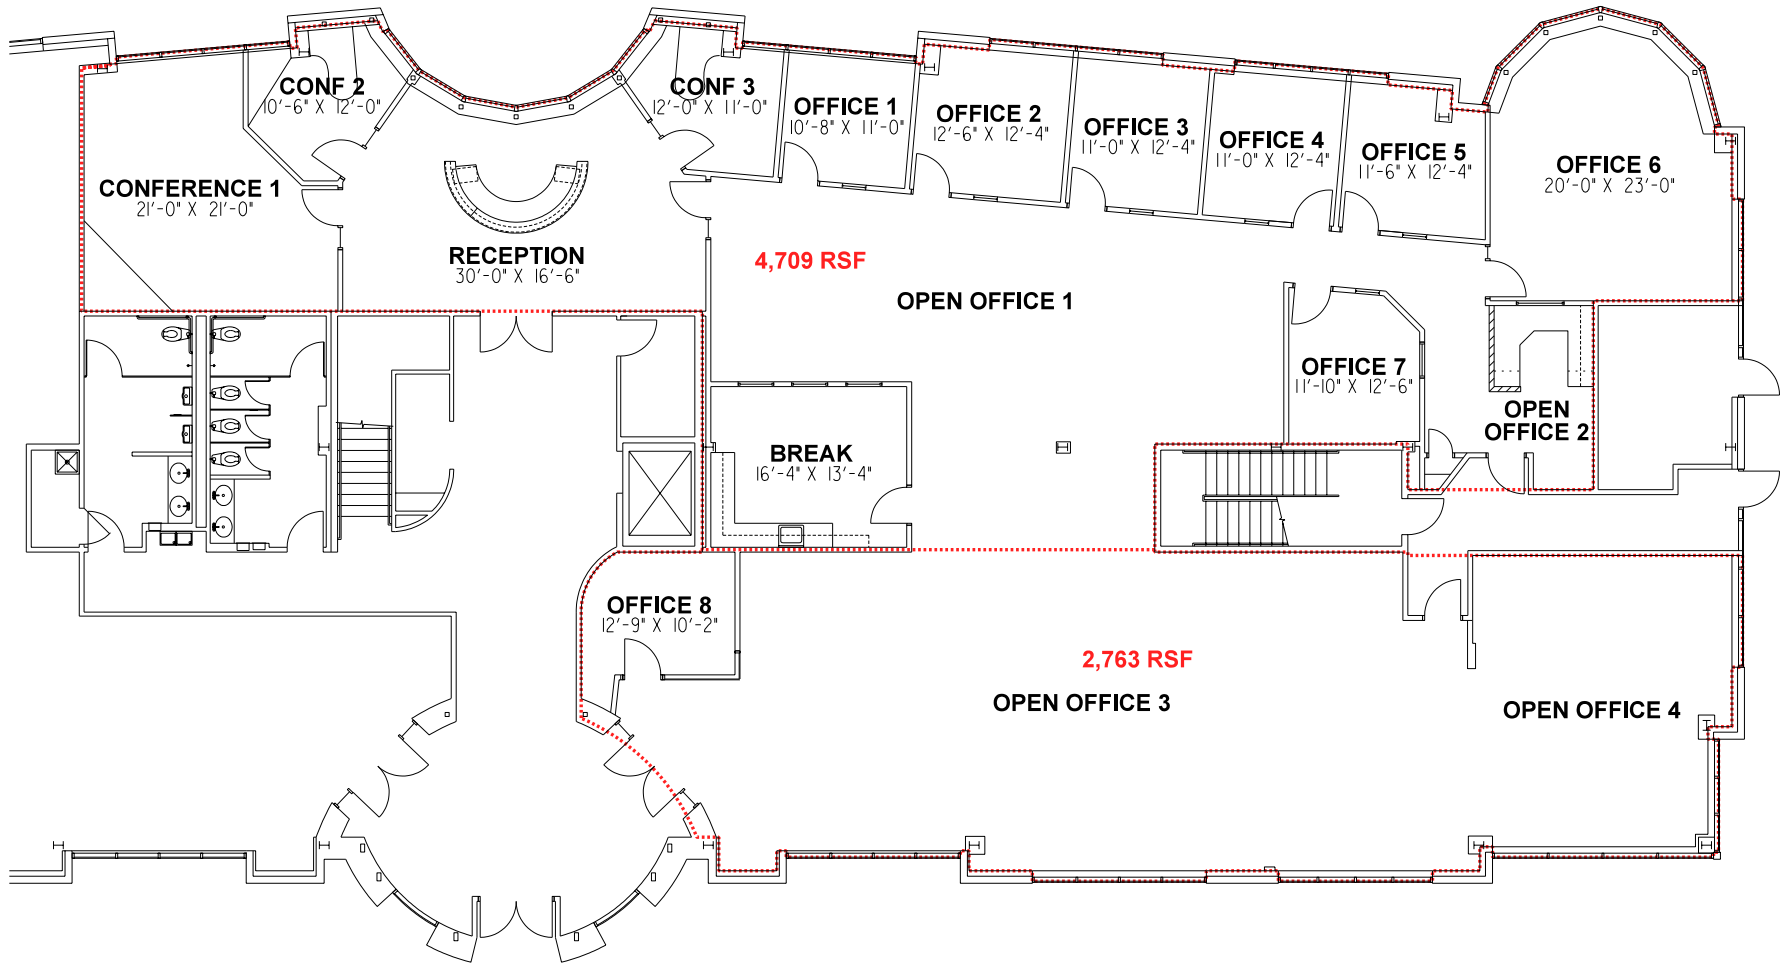 CONF 2
10'-6" X 12'-0"
CONF 3
12'-0" X 11'-0"
OFFICE 1
10'-8" X 11'-0"
OFFICE 2
12'-6" X 12'-4"
OFFICE 3
11'-0" X 12'-4"
OFFICE 4
11'-0" X 12'-4"
OFFICE 5
11'-6" X 12'-4"
OFFICE 6
20'-0" X 23'-0"
CONFERENCE 1
21'-0" X 21'-0"
RECEPTION
30'-0" X 16'-6"
4,709 RSF
OPEN OFFICE 1
OFFICE 7
11'-10" X 12'-6"
OPEN
OFFICE 2
BREAK
16'-4" X 13'-4"
OFFICE 8
12'-9" X 10'-2"
2,763 RSF
OPEN OFFICE 3
OPEN OFFICE 4